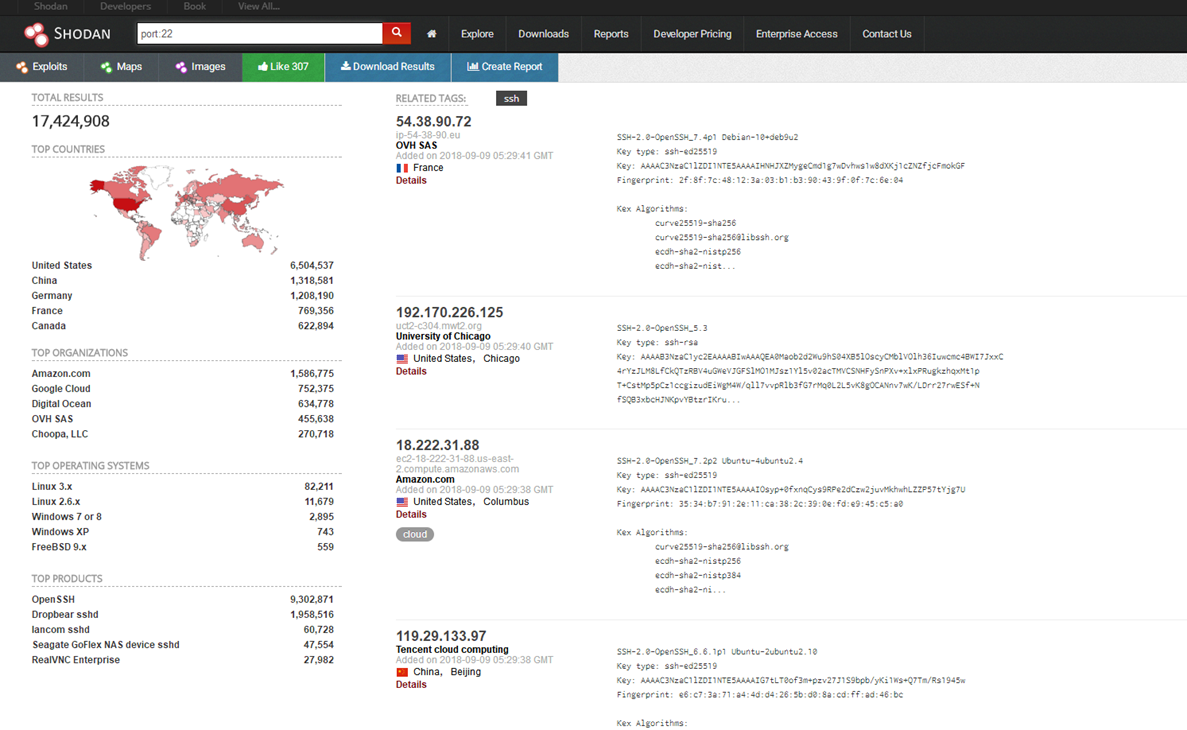 Shodan Developers Book View All...
SHODAN port:22 Explore Downloads Reports Developer Pricing Enterprise Access Contact Us
Exploits Maps Images Like 307 Download Results Create Report
TOTAL RESULTS
17,424,908
TOP COUNTRIES
United States 6,504,537
China 1,318,581
Germany 1,208,190
France 769,356
Canada 622,894
TOP ORGANIZATIONS
Amazon.com 1,586,775
Google Cloud 752,375
Digital Ocean 634,778
OVH SAS 455,638
Choopa, LLC 270,718
TOP OPERATING SYSTEMS
Linux 3.x 82,211
Linux 2.6.x 11,679
Windows 7 or 8 2,895
Windows XP 743
FreeBSD 9.x 559
TOP PRODUCTS
OpenSSH 9,302,871
Dropbear sshd 1,958,516
lancom sshd 60,728
Seagate GoFlex NAS device sshd 47,554
RealVNC Enterprise 27,982
RELATED TAGS: ssh
54.38.90.72
ip-54-38-90.eu
OVH SAS
Added on 2018-09-09 05:29:41 GMT
France
Details
SSH-2.0-OpenSSH_7.4p1 Debian-10+deb9u2
Key type: ssh-ed25519
Key: AAAAC3NzaC1lZDI1NTE5AAAAIHNHJXZMygeCmd1g7wDvhws1w8dXKj1cZNZfjcFmokGF
Fingerprint: 2f:8f:7c:48:12:3a:03:b1:b3:90:43:9f:0f:7c:6e:04
Kex Algorithms:
curve25519-sha256
curve25519-sha256@libssh.org
ecdh-sha2-nistp256
ecdh-sha2-nist...
192.170.226.125
uct2-c304.mwt2.org
University of Chicago
Added on 2018-09-09 05:29:40 GMT
United States, Chicago
Details
SSH-2.0-OpenSSH_5.3
Key type: ssh-rsa
Key: AAAAB3NzaC1yc2EAAAABIwAAAQEA0Maob2d2Wu9hS04XB5lOscyCMblVOlh36Iuwcmc4BWI7JxxC
4rYzJLM8LfCkQTzRBV4uGWeVJGFSlMO1MJsz1Yl5v02acTMVCSNHFySnPXv+xlxPRugkzhqxMt1p
T+CstMp5pCz1ccgizudEiWgM4W/qll7vvpRlb3fG7rMq0L2L5vK8gOCANnv7wK/LDrr27rwESf+N
fSQB3xbcHJNKpvYBtzrIKru...
18.222.31.88
ec2-18-222-31-88.us-east-
2.compute.amazonaws.com
Amazon.com
Added on 2018-09-09 05:29:38 GMT
United States, Columbus
Details
cloud
SSH-2.0-OpenSSH_7.2p2 Ubuntu-4ubuntu2.4
Key type: ssh-ed25519
Key: AAAAC3NzaC1lZDI1NTE5AAAAIOsyp+0fxnqCys9RPe2dCzw2juvMkhwhLZZP57tYjg7U
Fingerprint: 35:34:b7:91:2e:11:ca:38:2c:39:0e:fd:e9:45:c5:a0
Kex Algorithms:
curve25519-sha256@libssh.org
ecdh-sha2-nistp256
ecdh-sha2-nistp384
ecdh-sha2-ni...
119.29.133.97
Tencent cloud computing
Added on 2018-09-09 05:29:38 GMT
China, Beijing
Details
SSH-2.0-OpenSSH_6.6.1p1 Ubuntu-2ubuntu2.10
Key type: ssh-ed25519
Key: AAAAC3NzaC1lZDI1NTE5AAAAIG7tLT0of3m+pzv27J1S9bpb/yKi1Ws+Q7Tm/Rs1945w
Fingerprint: e6:c7:3a:71:a4:4d:d4:26:5b:d0:8a:cd:ff:ad:46:bc
Kex Algorithms: